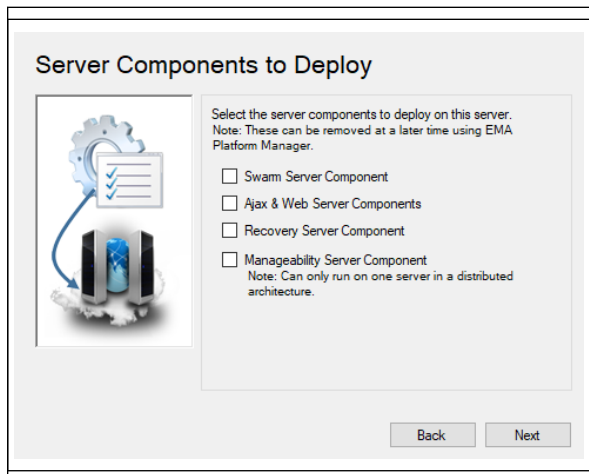 Server Components to Deploy
Select the server components to deploy on this server.
Note: These can be removed at a later time using EMA
Platform Manager.
Swarm Server Component
Ajax & Web Server Components
Recovery Server Component
Manageability Server Component
Note: Can only run on one server in a distributed
architecture.
Back
Next